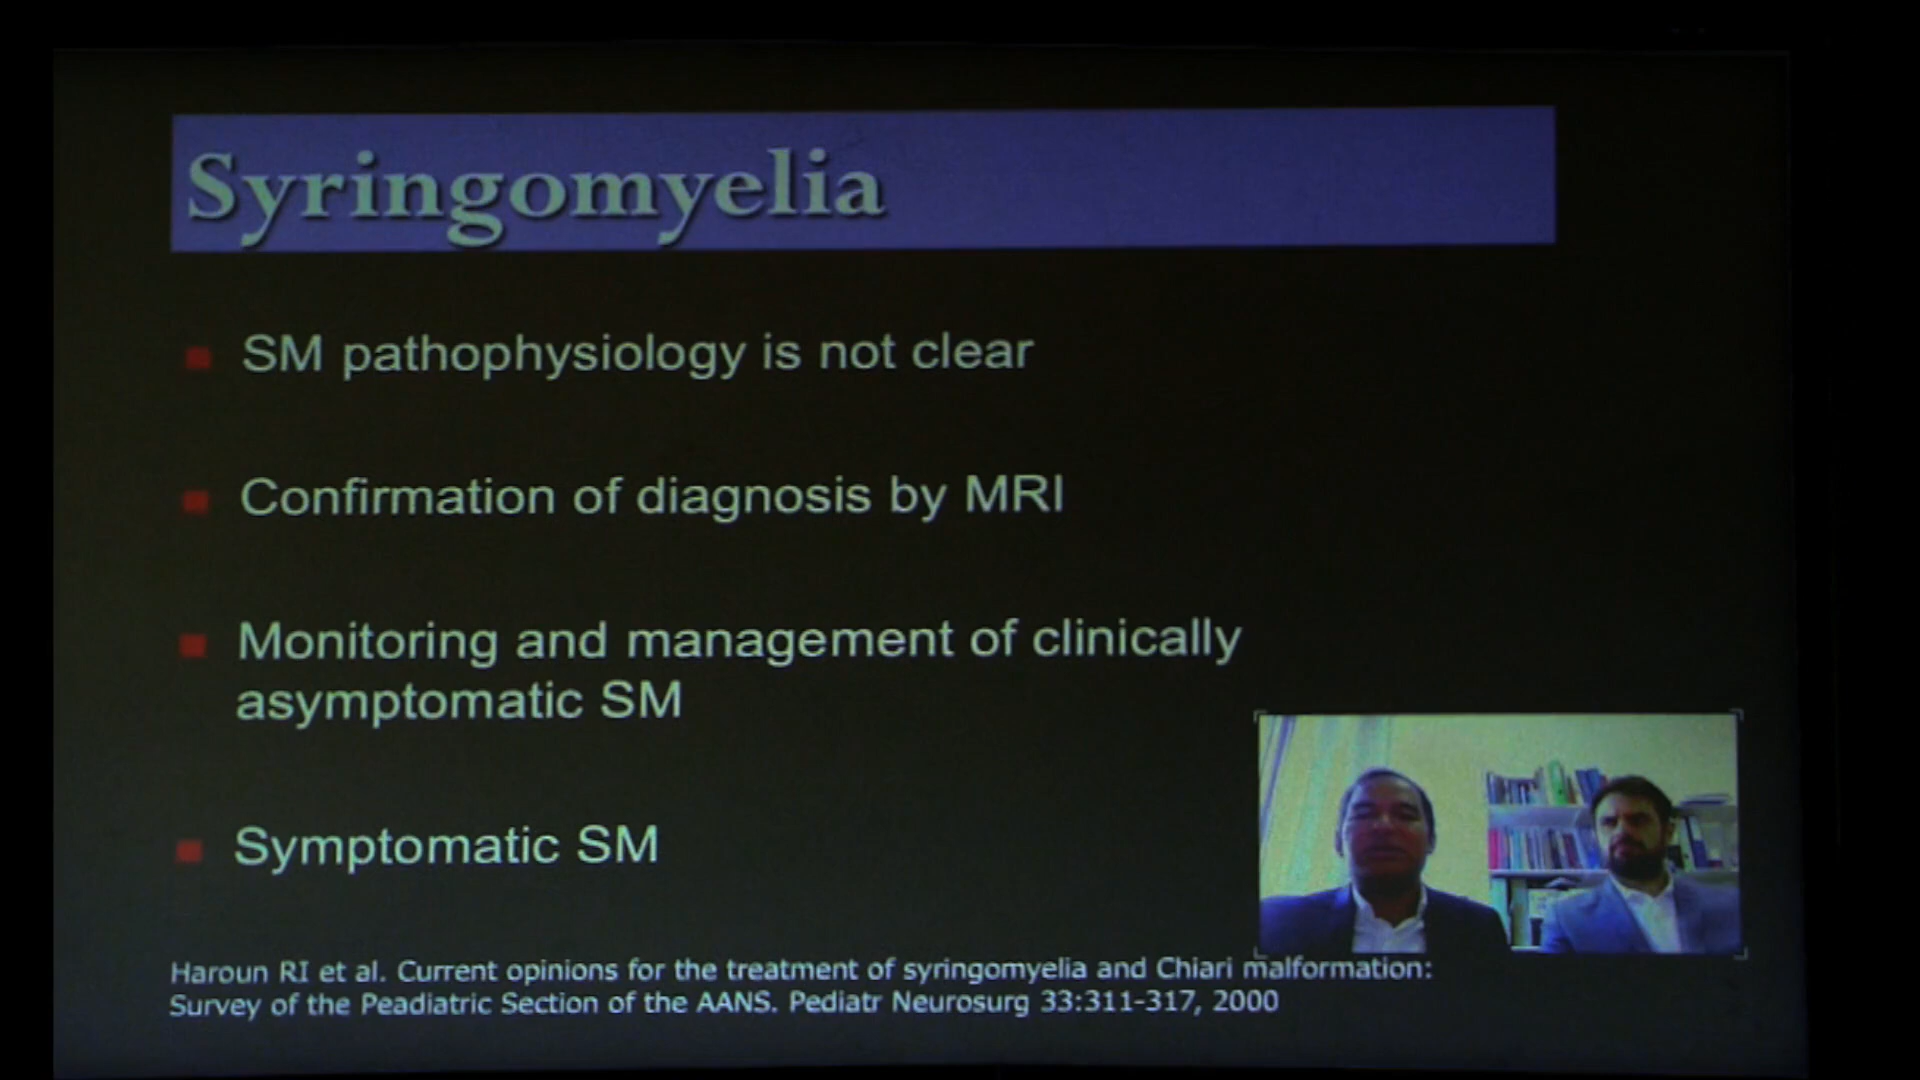 Syringomyelia
SM pathophysiology is not clear
Confirmation of diagnosis by MRI
Monitoring and management of clinically
asymptomatic SM
Symptomatic SM
Haroun RI et al. Current opinions for the treatment of syringomyelia and Chiari malformation:
Survey of the Peadiatric Section of the AANS. Pediatr Neurosurg 33:311-317, 2000